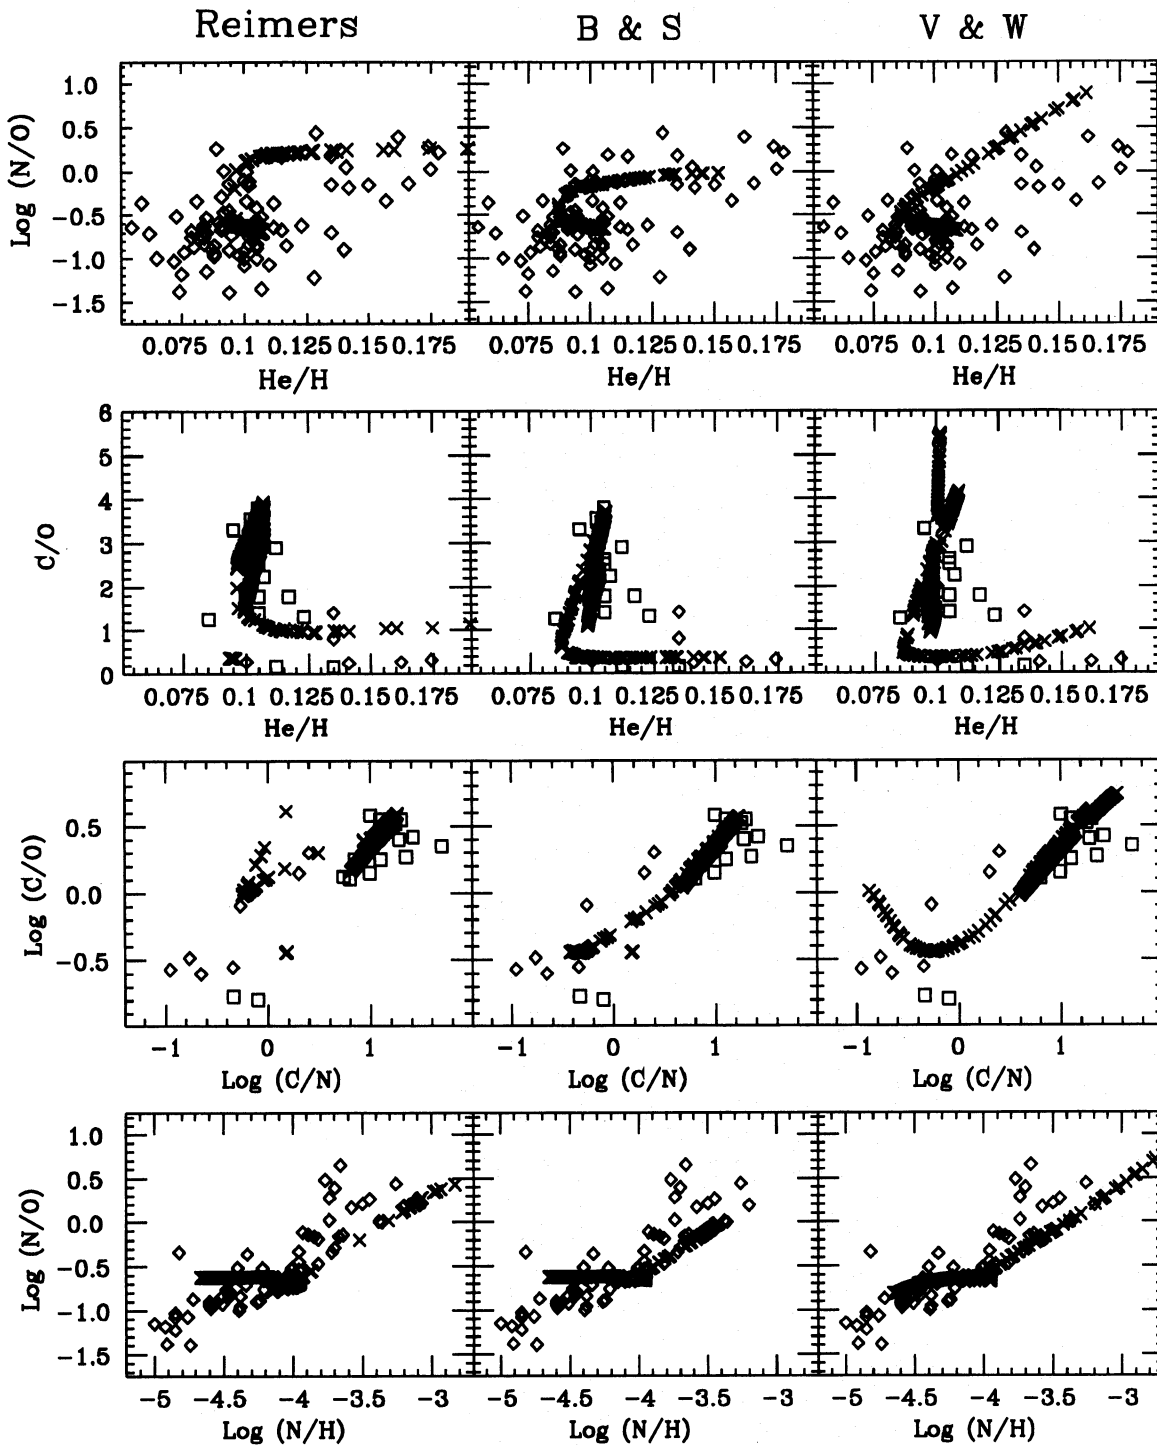 Reimers B & S V & W
1.0
0.5
0.0
−0.5
−1.0
−1.5
Log (N/O)
0.075 0.1 0.125 0.15 0.175 0.075 0.1 0.125 0.15 0.175 0.075 0.1 0.125 0.15 0.175
He/H He/H He/H
6
5
4
3
2
1
0
C/O
0.075 0.1 0.125 0.15 0.175 0.075 0.1 0.125 0.15 0.175 0.075 0.1 0.125 0.15 0.175
He/H He/H He/H
0.5
0.0
−0.5
Log (C/O)
−1 0 1 −1 0 1 −1 0 1
Log (C/N) Log (C/N) Log (C/N)
1.0
0.5
0.0
−0.5
−1.0
−1.5
Log (N/O)
−5 −4.5 −4 −3.5 −3 −5 −4.5 −4 −3.5 −3 −5 −4.5 −4 −3.5 −3
Log (N/H) Log (N/H) Log (N/H)